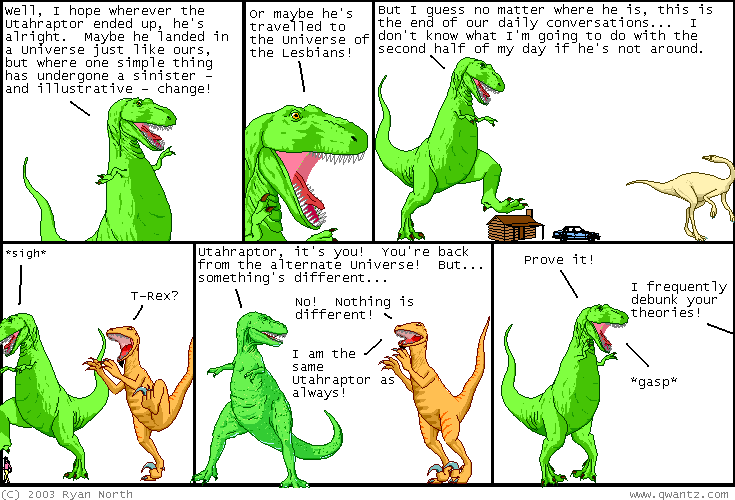 Well, I hope wherever the
Utahraptor ended up, he's
alright.  Maybe he landed in
a Universe just like ours,
but where one simple thing
has undergone a sinister –
and illustrative – change!
Or maybe he's
travelled to
the Universe of
the Lesbians!
But I guess no matter where he is, this is
the end of our daily conversations...  I
don't know what I'm going to do with the
second half of my day if he's not around.
*sigh*
T-Rex?
Utahraptor, it's you!  You're back
from the alternate Universe!  But...
something's different...
No!  Nothing is
different!
I am the
same
Utahraptor as
always!
Prove it!
I frequently
debunk your
theories!
*gasp*
(C) 2003 Ryan North
www.qwantz.com